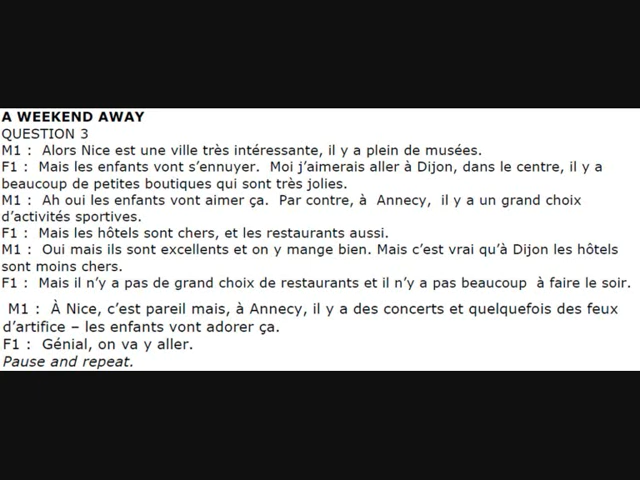 A WEEKEND AWAY
QUESTION 3
M1 : Alors Nice est une ville très intéressante, il y a plein de musées.
F1 : Mais les enfants vont s’ennuyer. Moi j’aimerais aller à Dijon, dans le centre, il y a
beaucoup de petites boutiques qui sont très jolies.
M1 : Ah oui les enfants vont aimer ça. Par contre, à Annecy, il y a un grand choix
d’activités sportives.
F1 : Mais les hôtels sont chers, et les restaurants aussi.
M1 : Oui mais ils sont excellents et on y mange bien. Mais c’est vrai qu’à Dijon les hôtels
sont moins chers.
F1 : Mais il n’y a pas de grand choix de restaurants et il n’y a pas beaucoup à faire le soir.
M1 : À Nice, c’est pareil mais, à Annecy, il y a des concerts et quelquefois des feux
d’artifice – les enfants vont adorer ça.
F1 : Génial, on va y aller.
Pause and repeat.